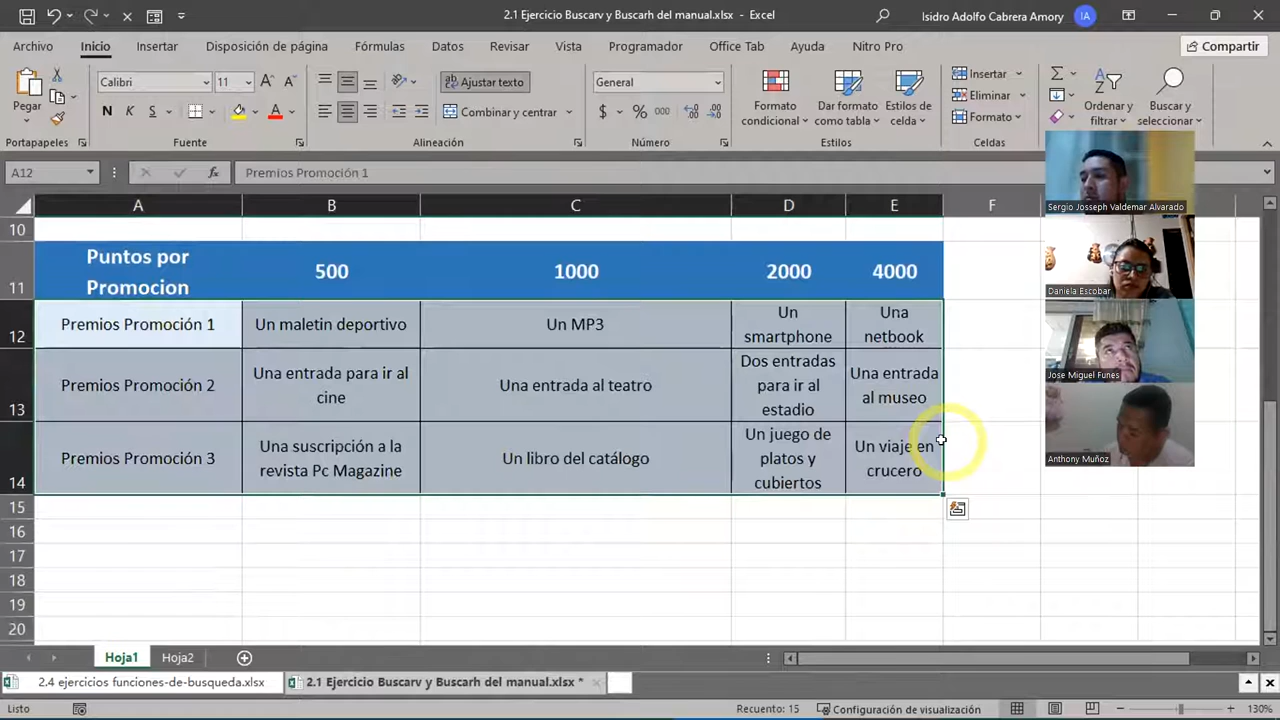 2.1 Ejercicio Buscarv y Buscarh del manual.xlsx - Excel
Isidro Adolfo Cabrera Amory
IA
Archivo
Inicio
Insertar
Disposición de página
Fórmulas
Datos
Revisar
Vista
Programador
Office Tab
Ayuda
Nitro Pro
Compartir
Pegar
Calibri
11
N K S
Ajustar texto
Combinar y centrar
General
$ % 000
Formato condicional
Dar formato como tabla
Estilos de celda
Insertar
Eliminar
Formato
Ordenar y filtrar
Buscar y seleccionar
Portapapeles
Fuente
Alineación
Número
Estilos
Celdas
A12
fx
Premios Promoción 1
A B C D E F
10
11
Puntos por
Promocion
500
1000
2000
4000
12
Premios Promoción 1
Un maletin deportivo
Un MP3
Un
smartphone
Una
netbook
13
Premios Promoción 2
Una entrada para ir al
cine
Una entrada al teatro
Dos entradas
para ir al
estadio
Una entrada
al museo
14
Premios Promoción 3
Una suscripción a la
revista Pc Magazine
Un libro del catálogo
Un juego de
platos y
cubiertos
Un viaje en
crucero
15
16
17
18
19
20
Sergio Josseph Valdemar Alvarado
Daniela Escobar
Jose Miguel Funes
Anthony Muñoz
Hoja1
Hoja2
2.4 ejercicios funciones-de-busqueda.xlsx
2.1 Ejercicio Buscarv y Buscarh del manual.xlsx *
Listo
Recuento: 15
Configuración de visualización
130%